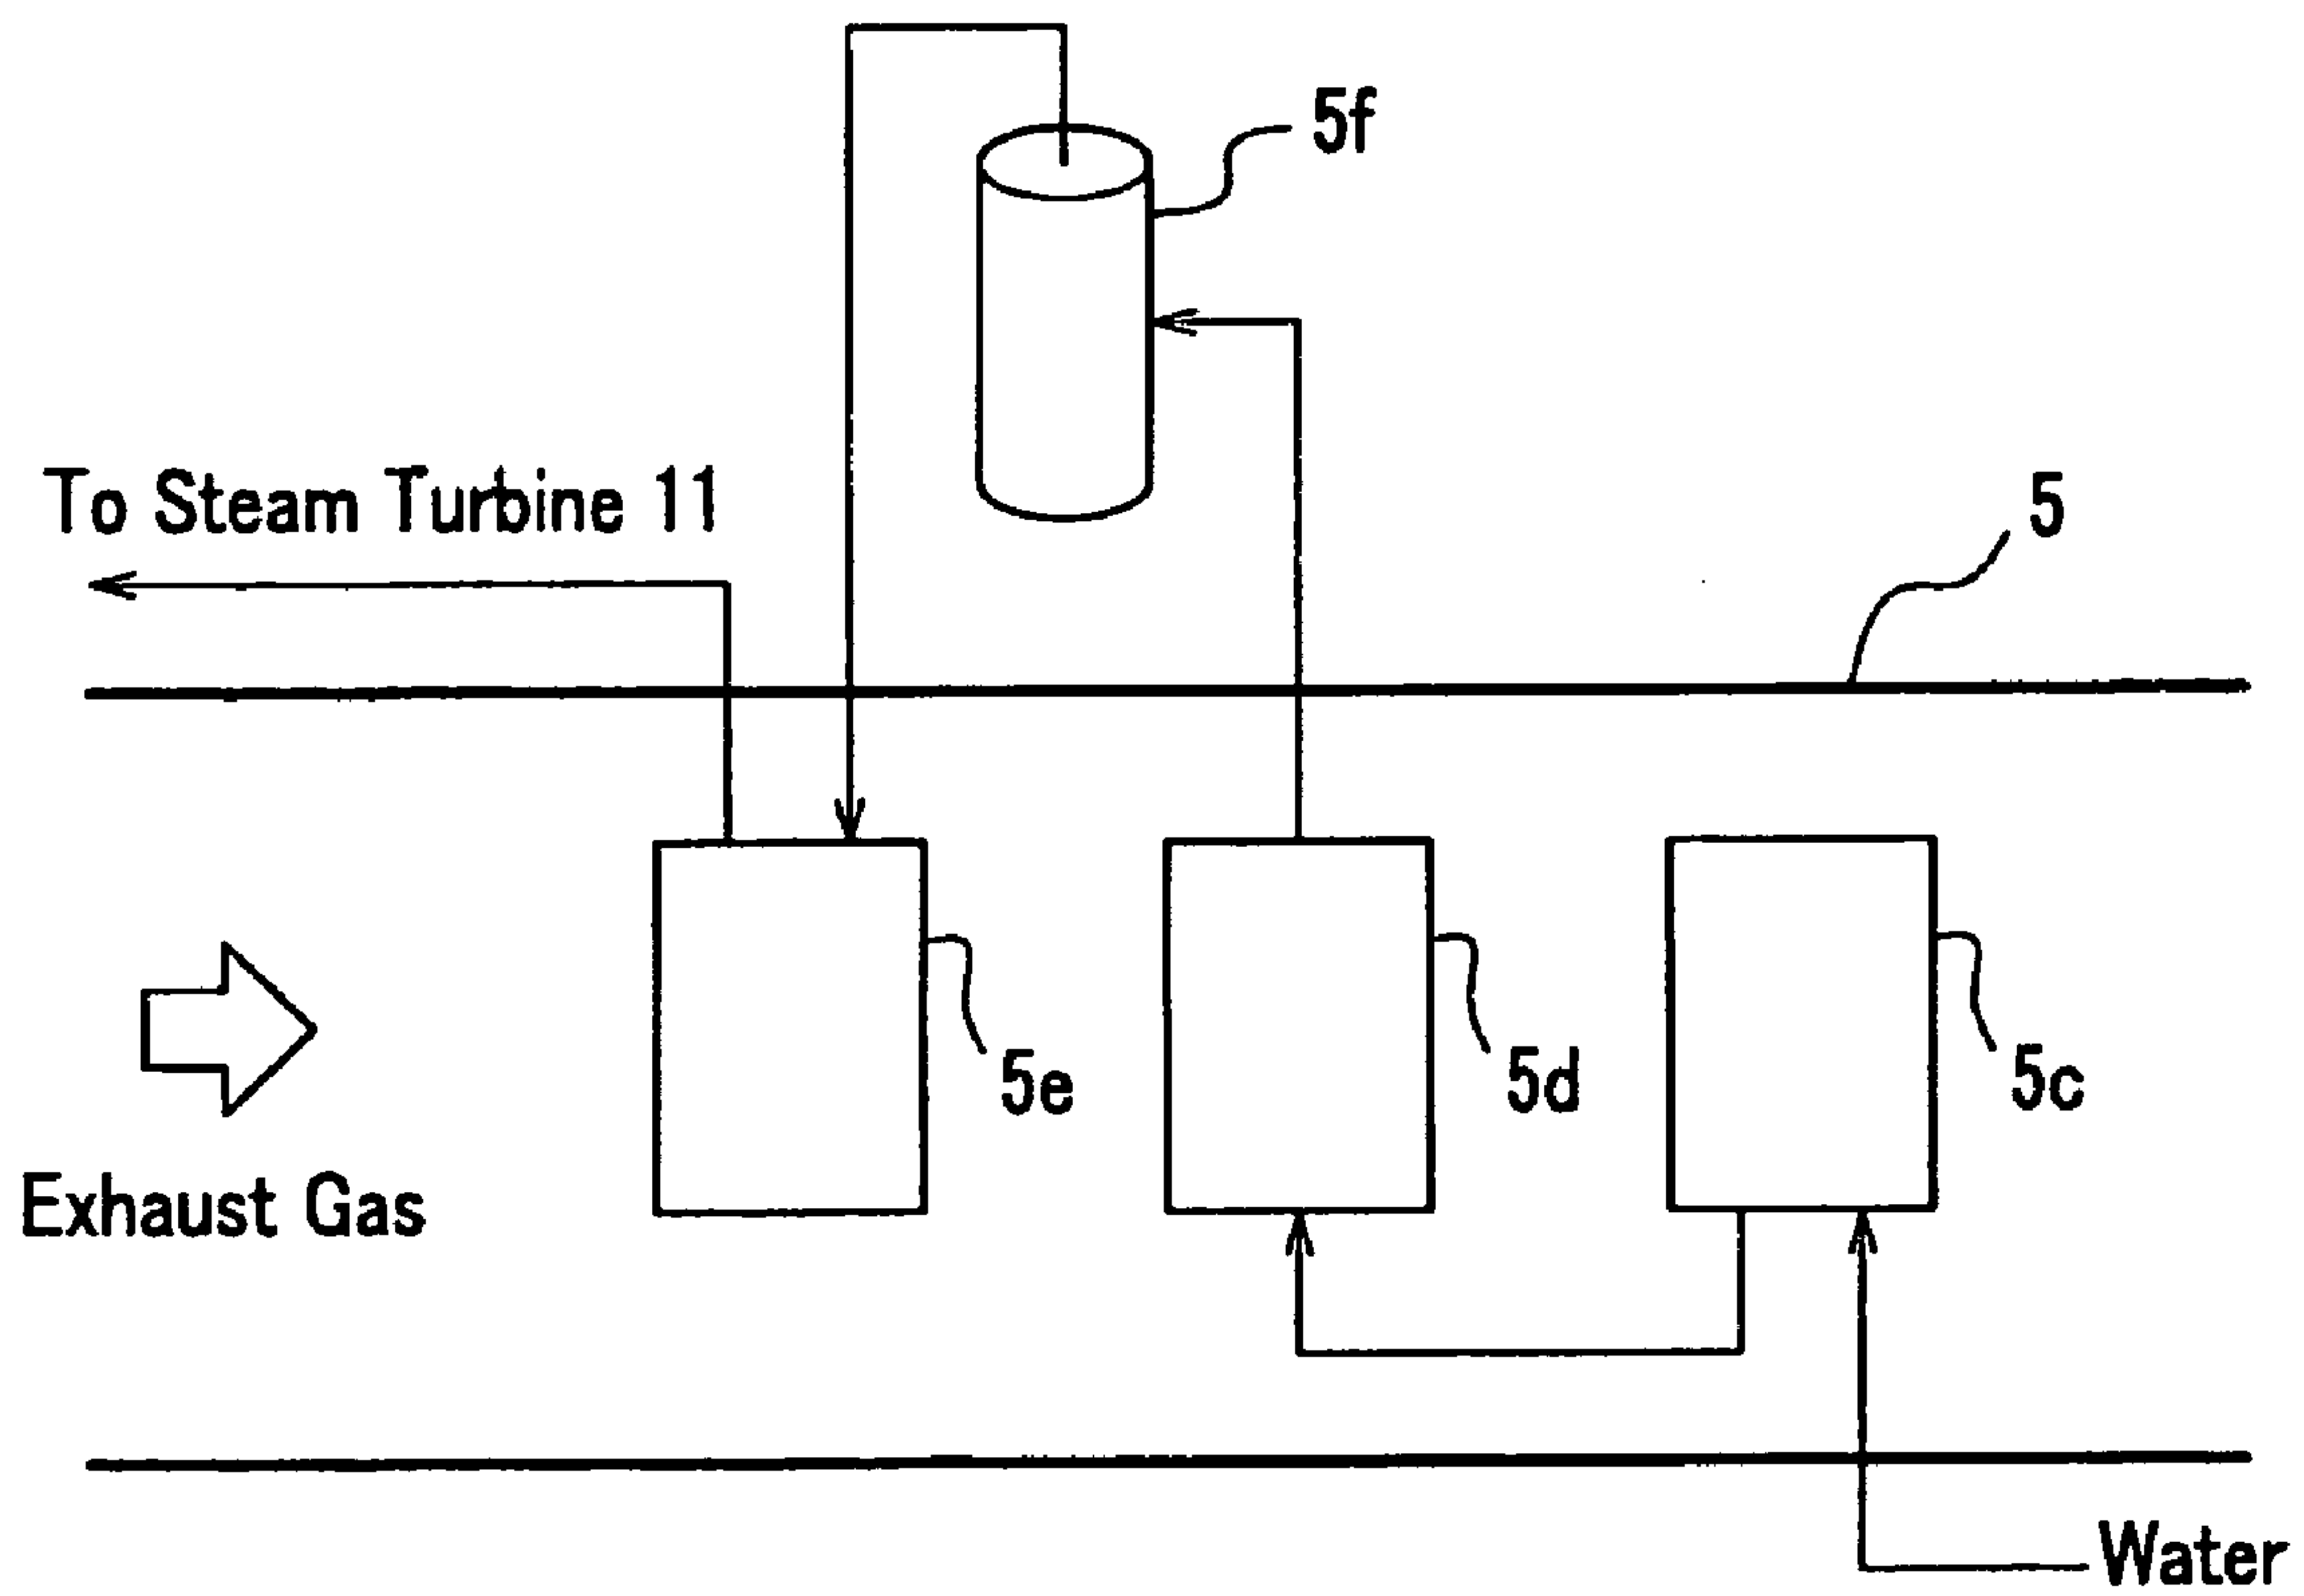 5f
To Steam Turbine 11
5
5e
5d
5c
Exhaust Gas
Water